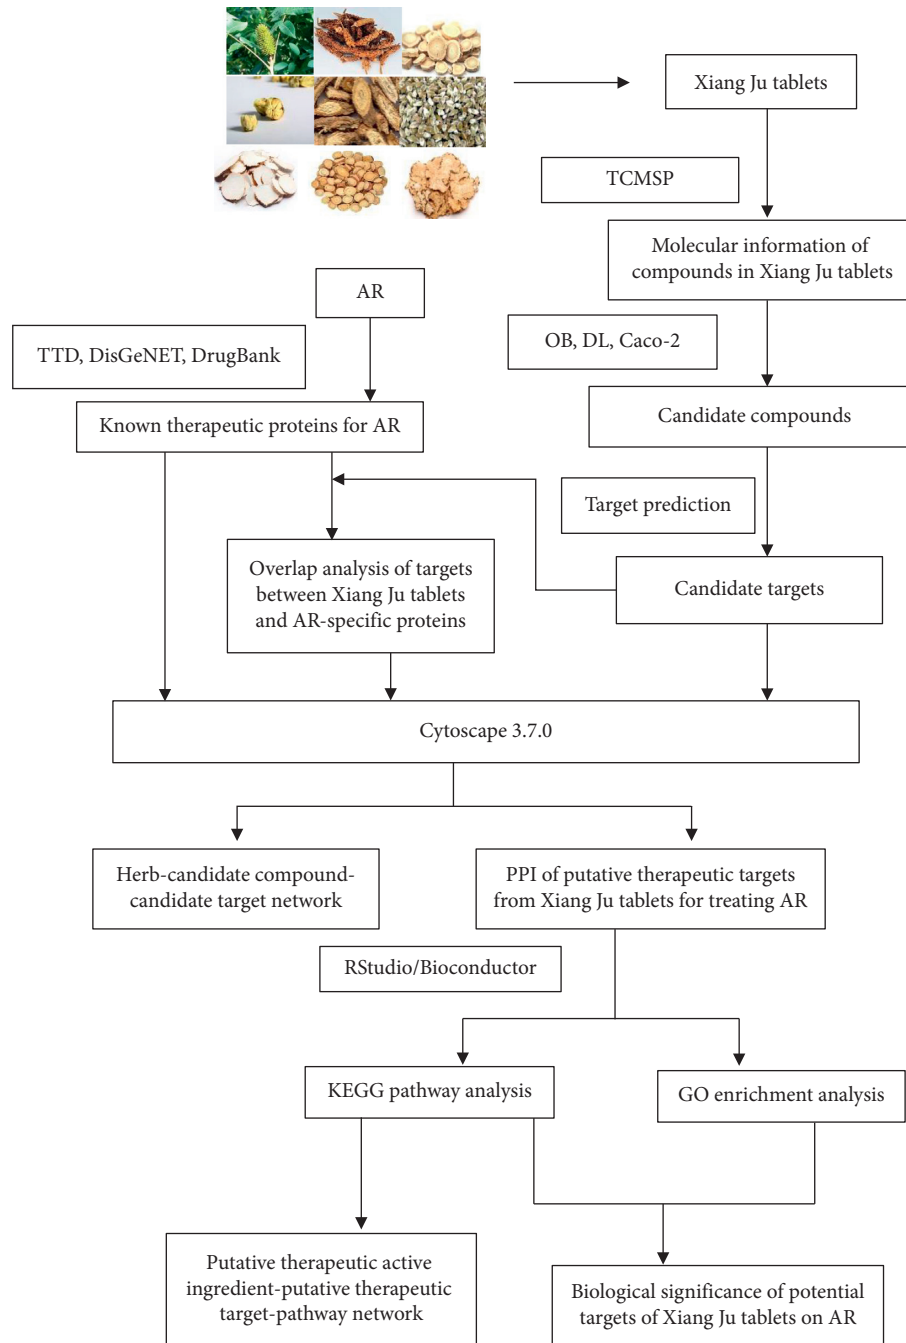 Xiang Ju tablets
TCMSP
Molecular information of
compounds in Xiang Ju tablets
AR
OB, DL, Caco-2
TTD, DisGeNET, DrugBank
Candidate compounds
Known therapeutic proteins for AR
Target prediction
Overlap analysis of targets
between Xiang Ju tablets
and AR-specific proteins
Candidate targets
Cytoscape 3.7.0
Herb-candidate compound-
candidate target network
PPI of putative therapeutic targets
from Xiang Ju tablets for treating AR
RStudio/Bioconductor
KEGG pathway analysis
GO enrichment analysis
Putative therapeutic active
ingredient-putative therapeutic
target-pathway network
Biological significance of potential
targets of Xiang Ju tablets on AR